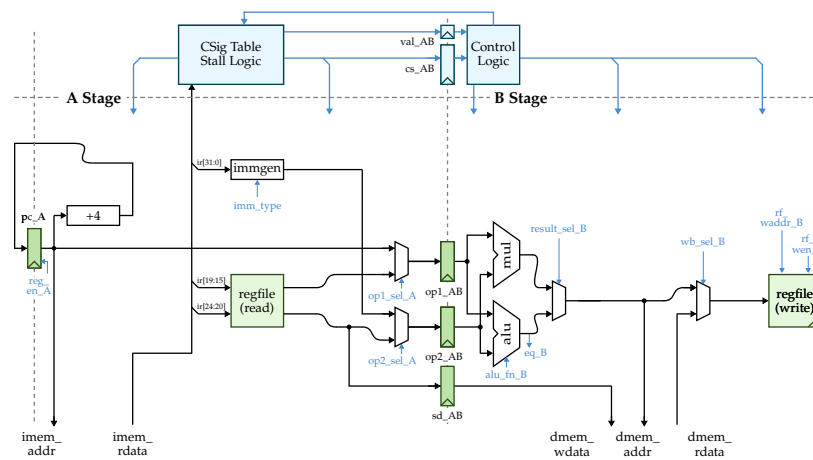 CSig Table
Stall Logic
val_AB
cs_AB
Control
Logic
A Stage
B Stage
ir[31:0]
immgen
imm_type
pc_A
+4
reg_
en_A
ir[19:15]
ir[24:20]
regfile
(read)
op1_sel_A
op2_sel_A
op1_AB
op2_AB
sd_AB
mul
alu
alu_fn_B
eq_B
result_sel_B
wb_sel_B
rf_
waddr_B
rf_
wen_
regfile
(write)
imem_
addr
imem_
rdata
dmem_
wdata
dmem_
addr
dmem_
rdata